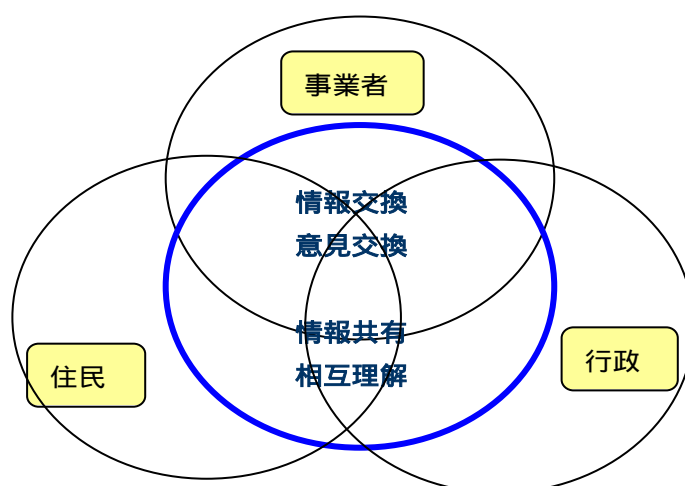 事業者
情報交換
意見交換
情報共有
相互理解
住民
行政